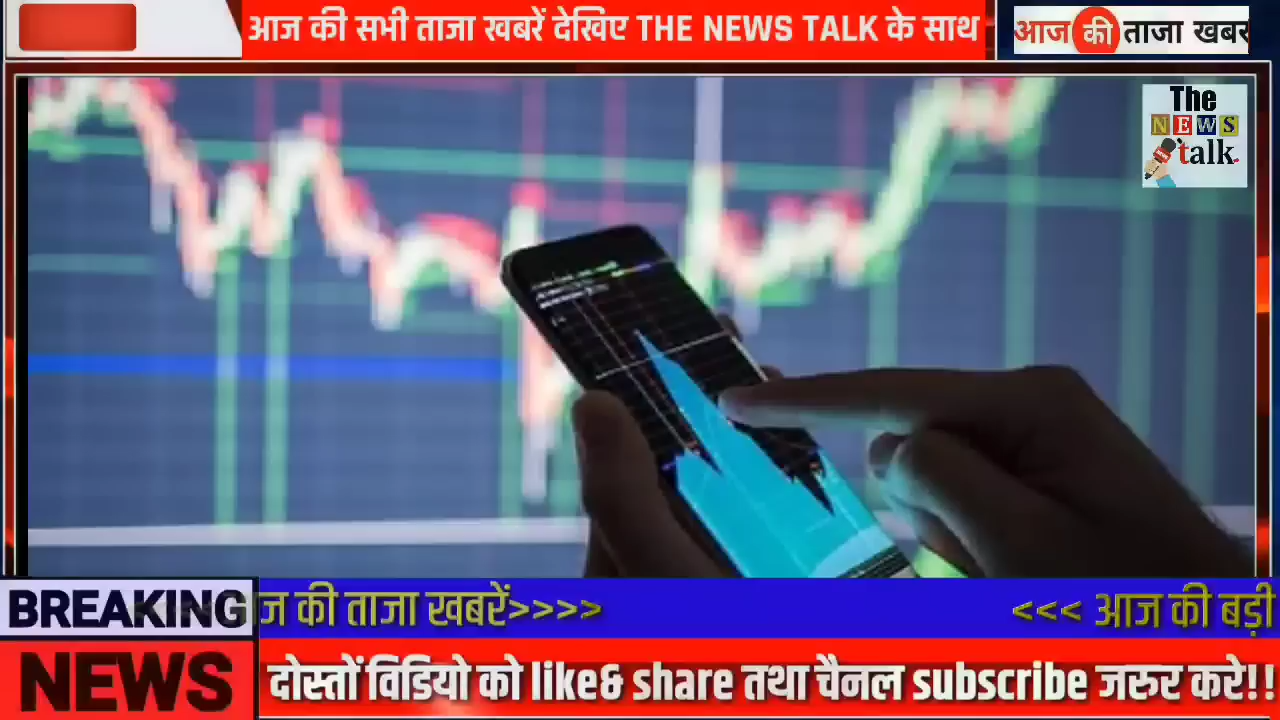 आज की सभी ताजा खबरें देखिए THE NEWS TALK के साथ
आज की ताजा खबर
The
NEWS
talk.
BREAKING
की ताजा खबरें>>>>
<<< आज की बड़ी
NEWS
दोस्तों विडियो को like& share तथा चैनल subscribe जरुर करे!!